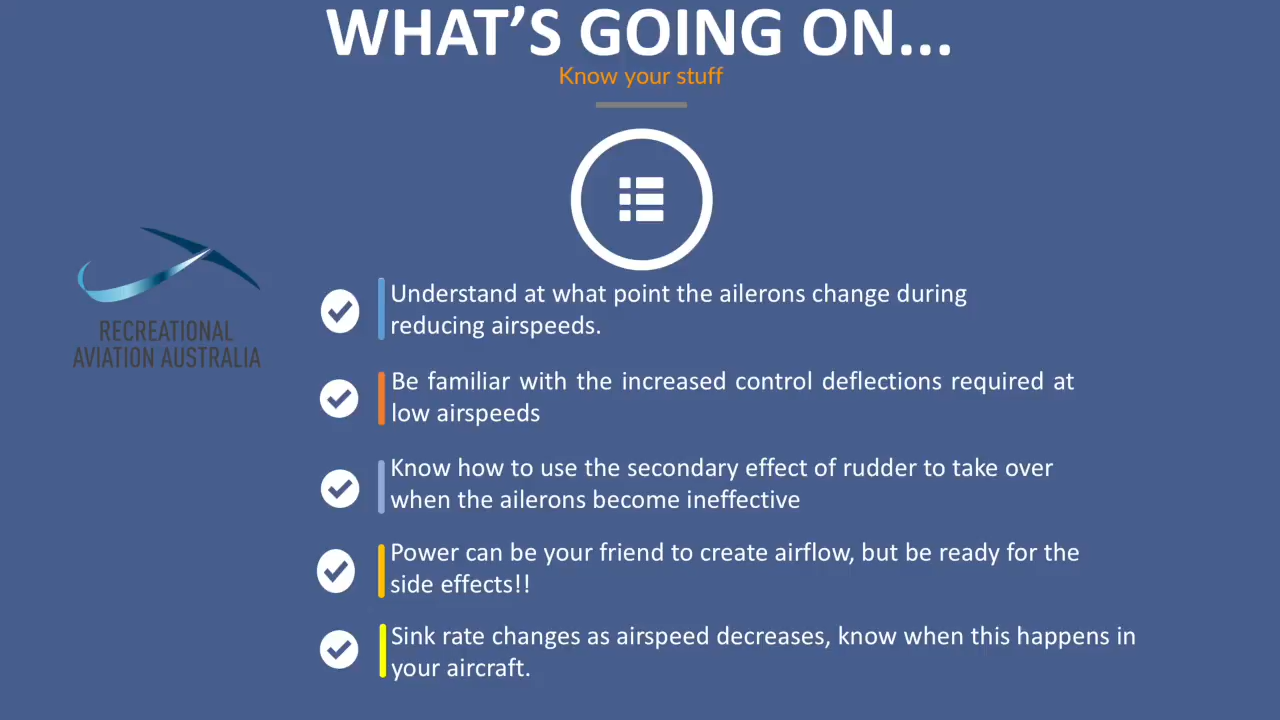 WHAT'S GOING ON...
Know your stuff
RECREATIONAL
AVIATION AUSTRALIA
Understand at what point the ailerons change during
reducing airspeeds.
Be familiar with the increased control deflections required at
low airspeeds
Know how to use the secondary effect of rudder to take over
when the ailerons become ineffective
Power can be your friend to create airflow, but be ready for the
side effects!!
Sink rate changes as airspeed decreases, know when this happens in
your aircraft.